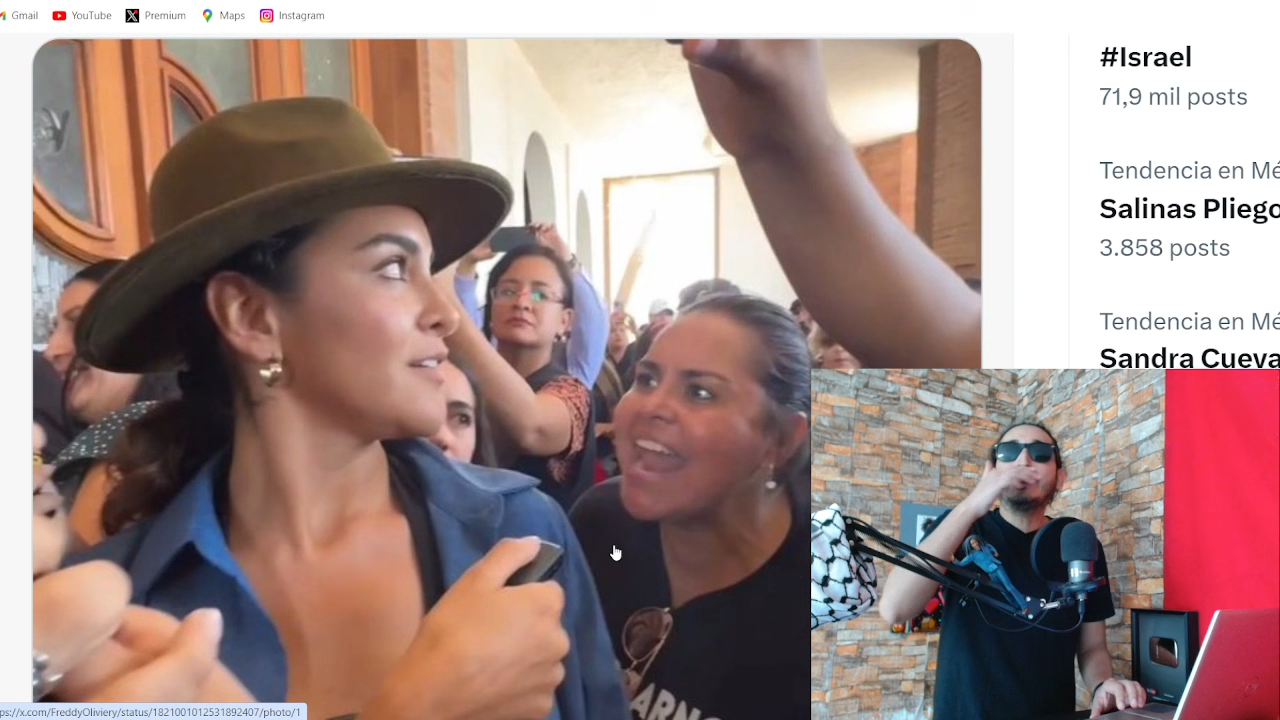 Gmail YouTube Premium Maps Instagram
#Israel
71,9 mil posts
Tendencia en Mé
Salinas Pliego
3.858 posts
Tendencia en Mé
Sandra Cueva
ARNO
ps://x.com/FreddyOliviery/status/1821001012531892407/photo/1